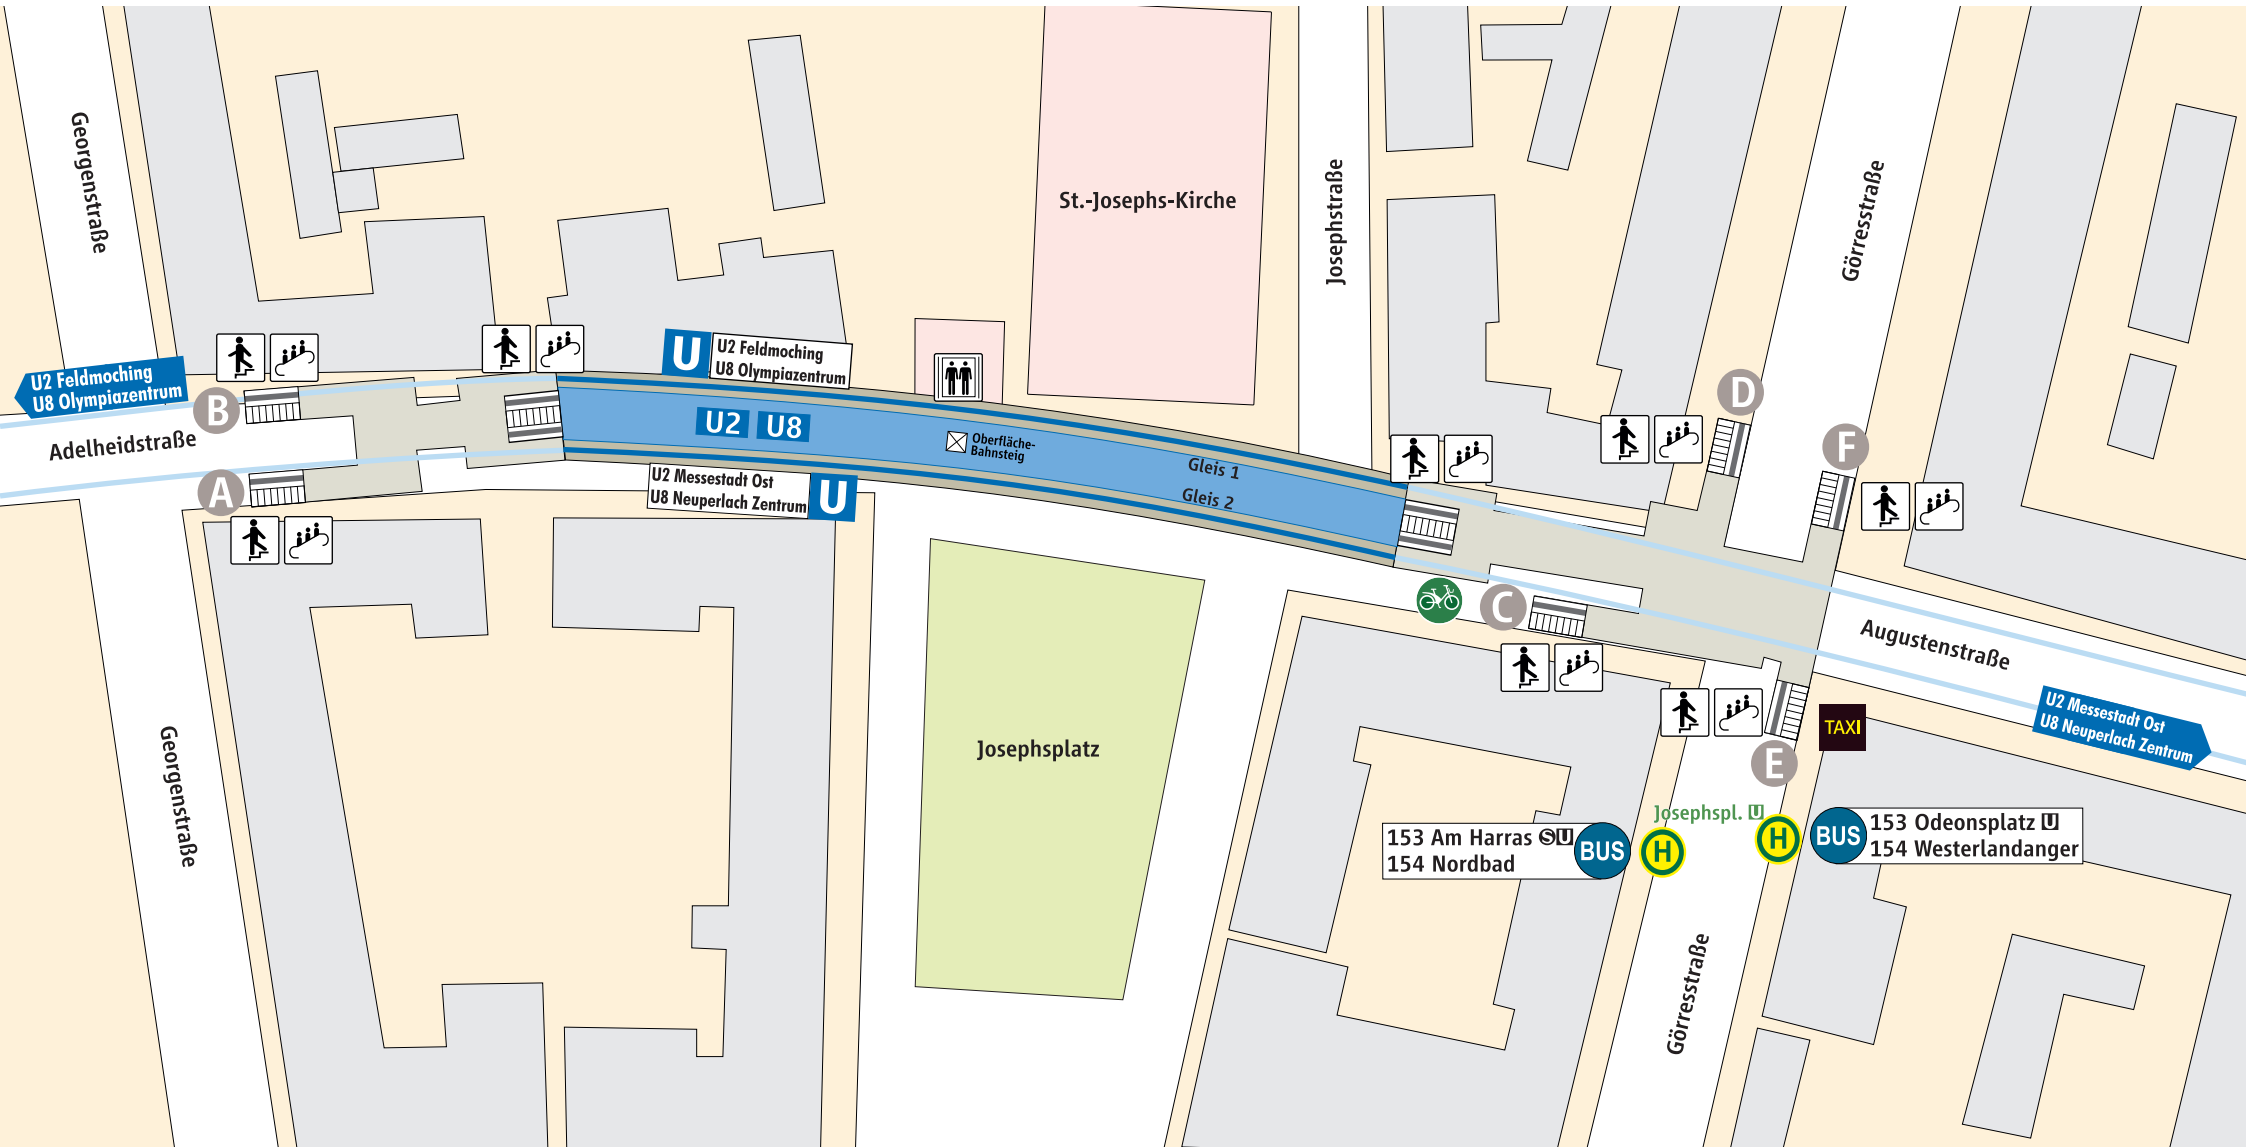 Georgenstraße
St.-Josephs-Kirche
Josephstraße
Görresstraße
U2 Feldmoching
U8 Olympiazentrum
B
Adelheidstraße
A
U
U2 Feldmoching
U8 Olympiazentrum
U2 U8
Oberfläche-
Bahnsteig
Gleis 1
Gleis 2
U2 Messestadt Ost
U8 Neuperlach Zentrum
U
D
F
C
E
Augustenstraße
TAXI
U2 Messestadt Ost
U8 Neuperlach Zentrum
Georgenstraße
Josephsplatz
Josephspl. U
153 Am Harras S U
154 Nordbad
BUS
H
H
BUS
153 Odeonsplatz U
154 Westerlandanger
Görresstraße